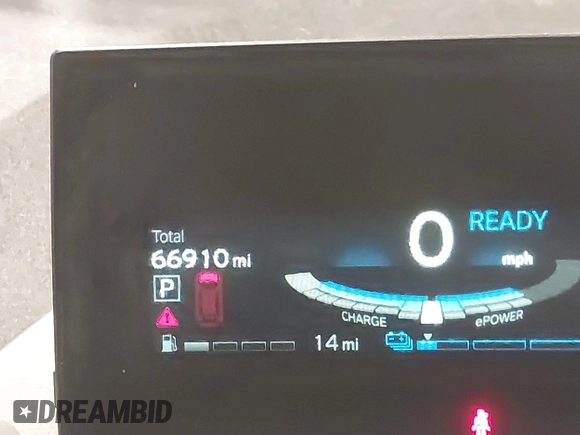 READY
0
Total
66910 mi
mph
P
CHARGE
ePOWER
14 mi
DREAMBID